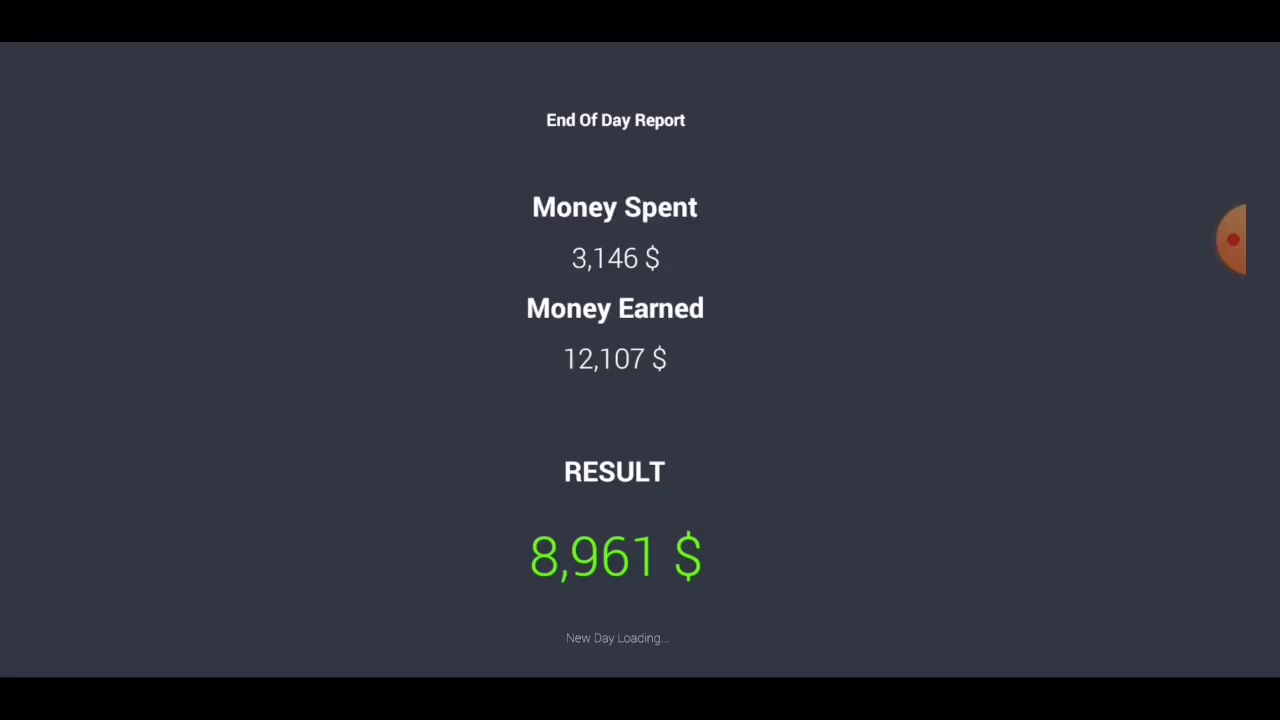 End Of Day Report
Money Spent
3,146 $
Money Earned
12,107 $
RESULT
8,961 $
New Day Loading...